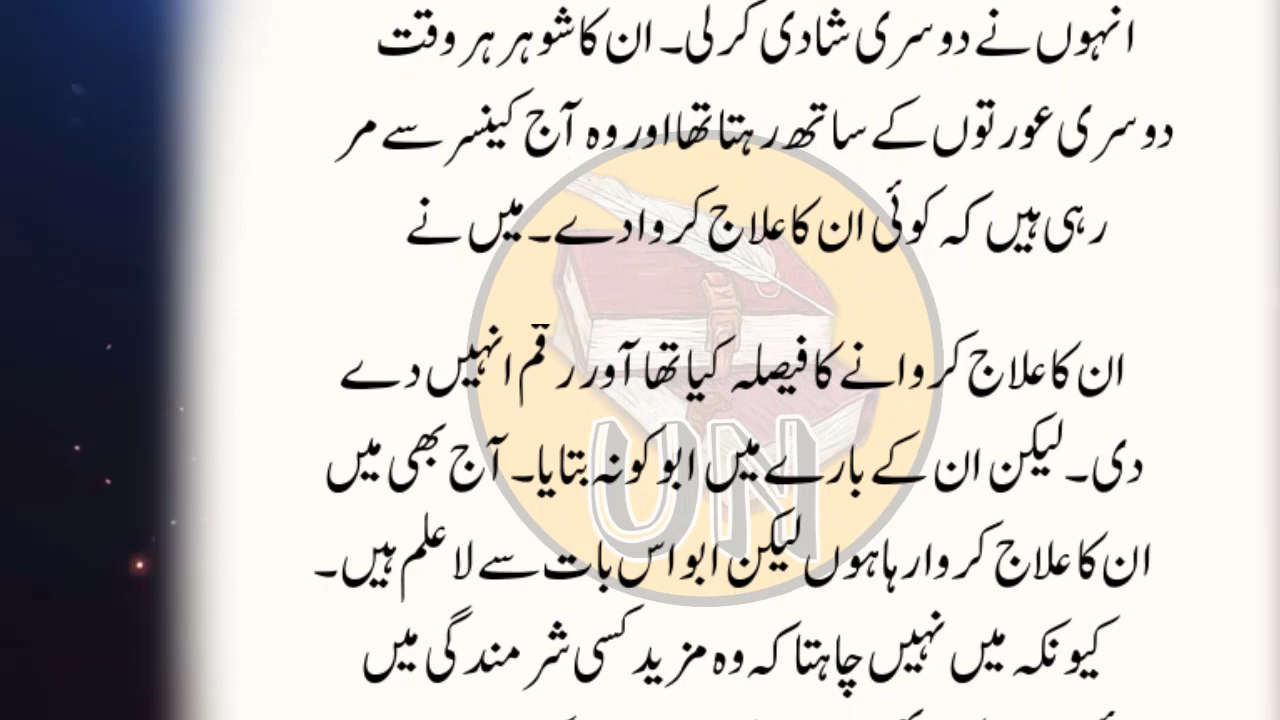 انہوں نے دوسری شادی کرلی۔ ان کا شوہر ہر وقت
دوسری عورتوں کے ساتھ رہتا تھا اور وہ آج کینسر سے مر
رہی ہیں کہ کوئی ان کا علاج کروا دے۔ میں نے
ان کا علاج کروانے کا فیصلہ کیا تھا آور رقم انہیں دے
دی۔ لیکن ان کے بارے میں ابو کو نہ بتایا۔ آج بھی میں
ان کا علاج کروا رہا ہوں لیکن ابو اس بات سے لا علم ہیں۔
کیونکہ میں نہیں چاہتا کہ وہ مزید کسی شرمندگی میں
UN